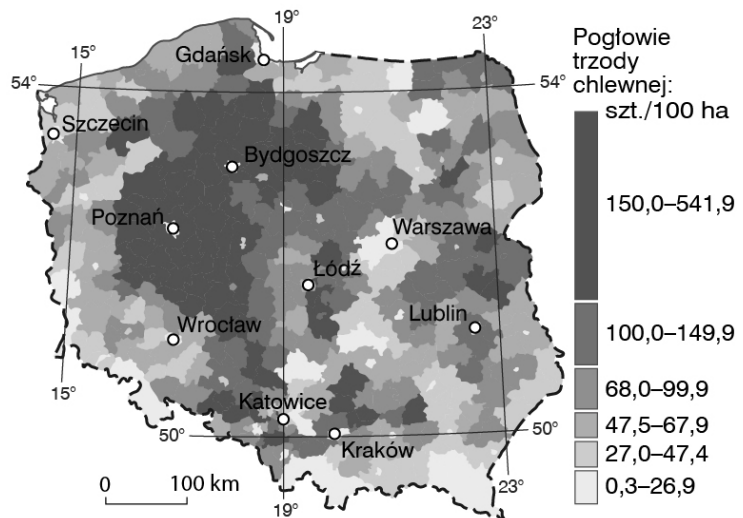 19°
23°
15°
54°
54°
Gdańsk
Szczecin
Bydgoszcz
Poznań
Warszawa
Łódź
Wrocław
Lublin
Katowice
Kraków
15°
50°
50°
19°
23°
0 100 km
Pogłowie
trzody
chlewnej:
szt./100 ha
150,0–541,9
100,0–149,9
68,0–99,9
47,5–67,9
27,0–47,4
0,3–26,9